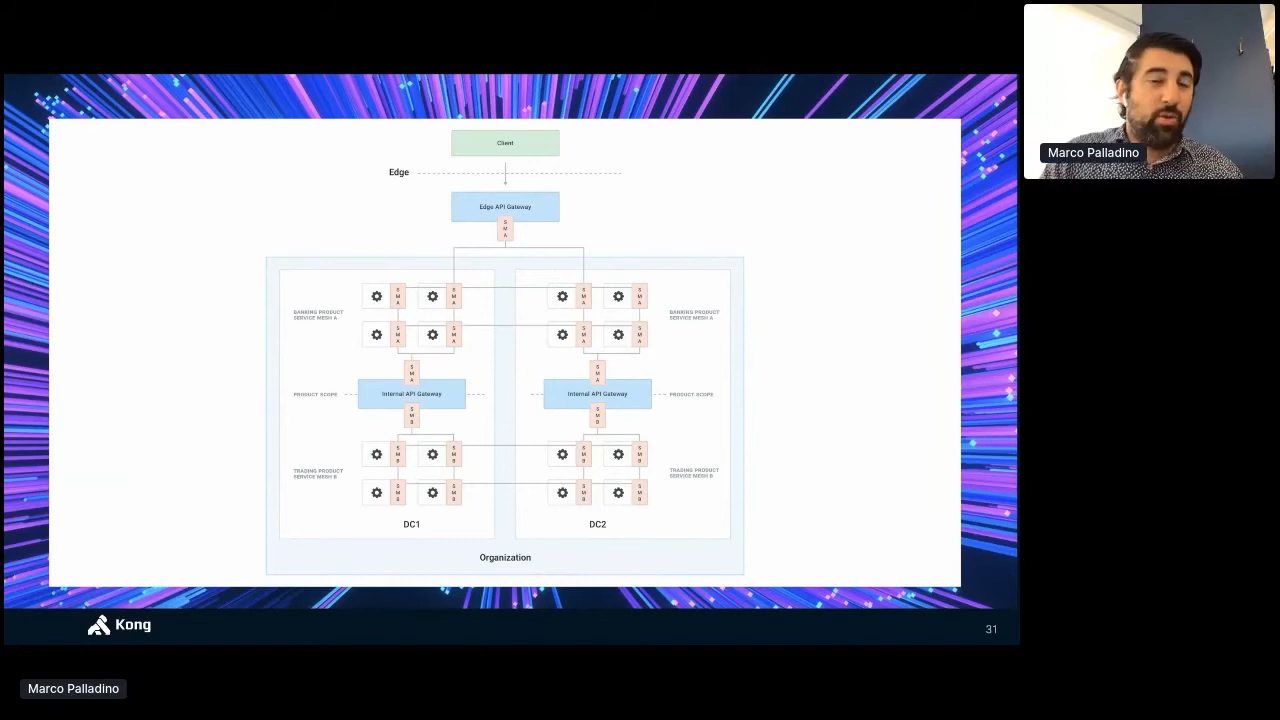 Client
Edge
Edge API Gateway
S
M
A
S
M
A
S
M
A
S
M
A
S
M
A
BANKING PRODUCT
SERVICE MESH A
BANKING PRODUCT
SERVICE MESH A
S
M
A
S
M
A
S
M
A
S
M
A
S
M
A
S
M
A
PRODUCT SCOPE
Internal API Gateway
Internal API Gateway
PRODUCT SCOPE
S
M
B
S
M
B
S
M
B
S
M
B
S
M
B
S
M
B
TRADING PRODUCT
SERVICE MESH B
TRADING PRODUCT
SERVICE MESH B
S
M
B
S
M
B
S
M
B
S
M
B
DC1
DC2
Organization
Kong
31
Marco Palladino
Marco Palladino